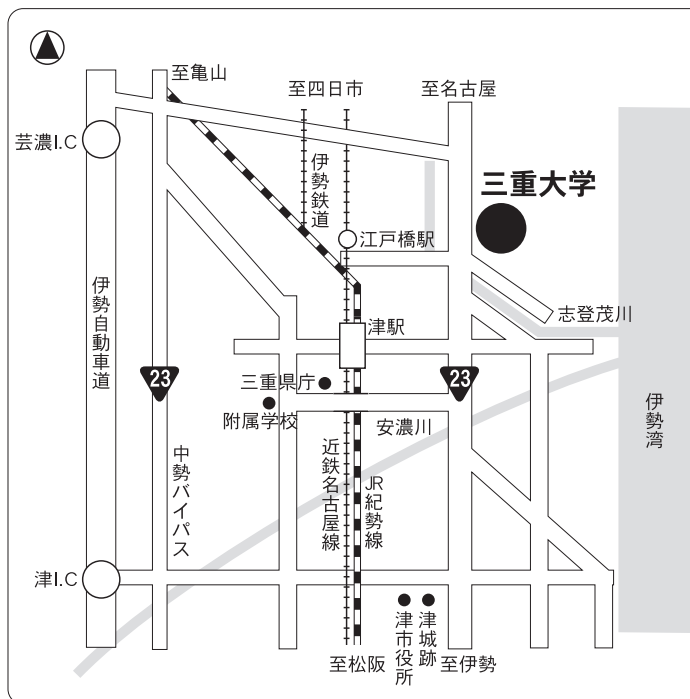 至亀山
至四日市
至名古屋
芸濃I.C
伊勢鉄道
三重大学
江戸橋駅
伊勢自動車道
志登茂川
津駅
23
三重県庁
23
附属学校
安濃川
伊勢湾
中勢バイパス
近鉄名古屋線
JR紀勢線
津I.C
津市役所
津城跡
至松阪
至伊勢